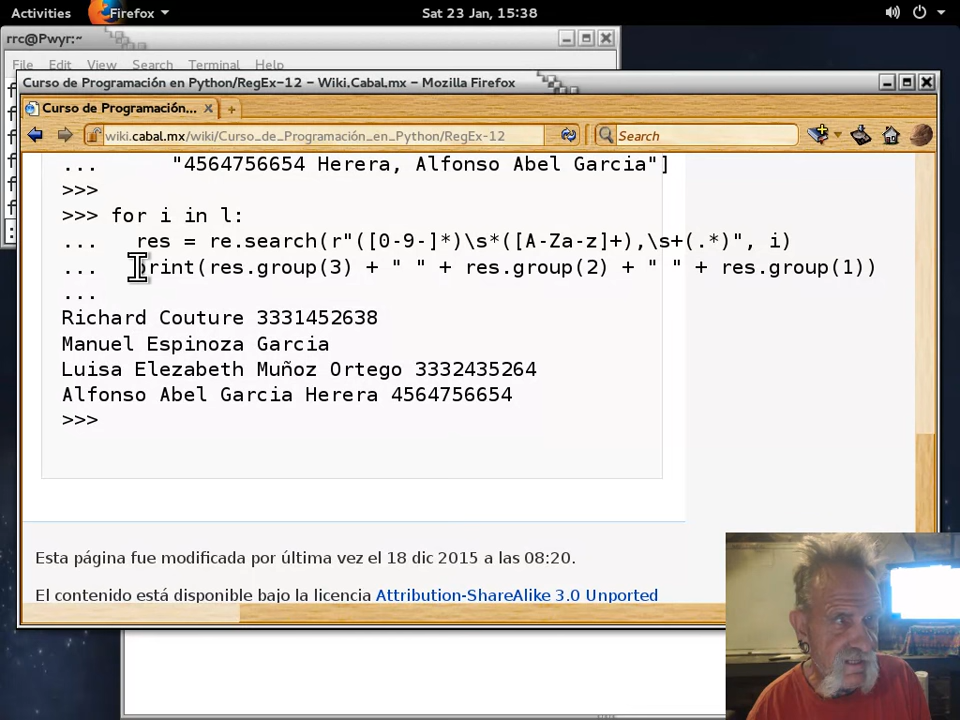 Activities Firefox Sat 23 Jan, 15:38
rrc@Pwyr:~
File Edit View Search Terminal Help
Curso de Programación en Python/RegEx-12 – Wiki.Cabal.mx – Mozilla Firefox
Curso de Programación...
wiki.cabal.mx/wiki/Curso_de_Programación_en_Python/RegEx-12 Search
... "4564756654 Herera, Alfonso Abel Garcia"]
>>>
>>> for i in l:
... res = re.search(r"([0-9-]*)\s*([A-Za-z]+),\s+(.*)", i)
... print(res.group(3) + " " + res.group(2) + " " + res.group(1))
...
Richard Couture 3331452638
Manuel Espinoza Garcia
Luisa Elezabeth Muñoz Ortego 3332435264
Alfonso Abel Garcia Herera 4564756654
>>>
Esta página fue modificada por última vez el 18 dic 2015 a las 08:20.
El contenido está disponible bajo la licencia Attribution-ShareAlike 3.0 Unported